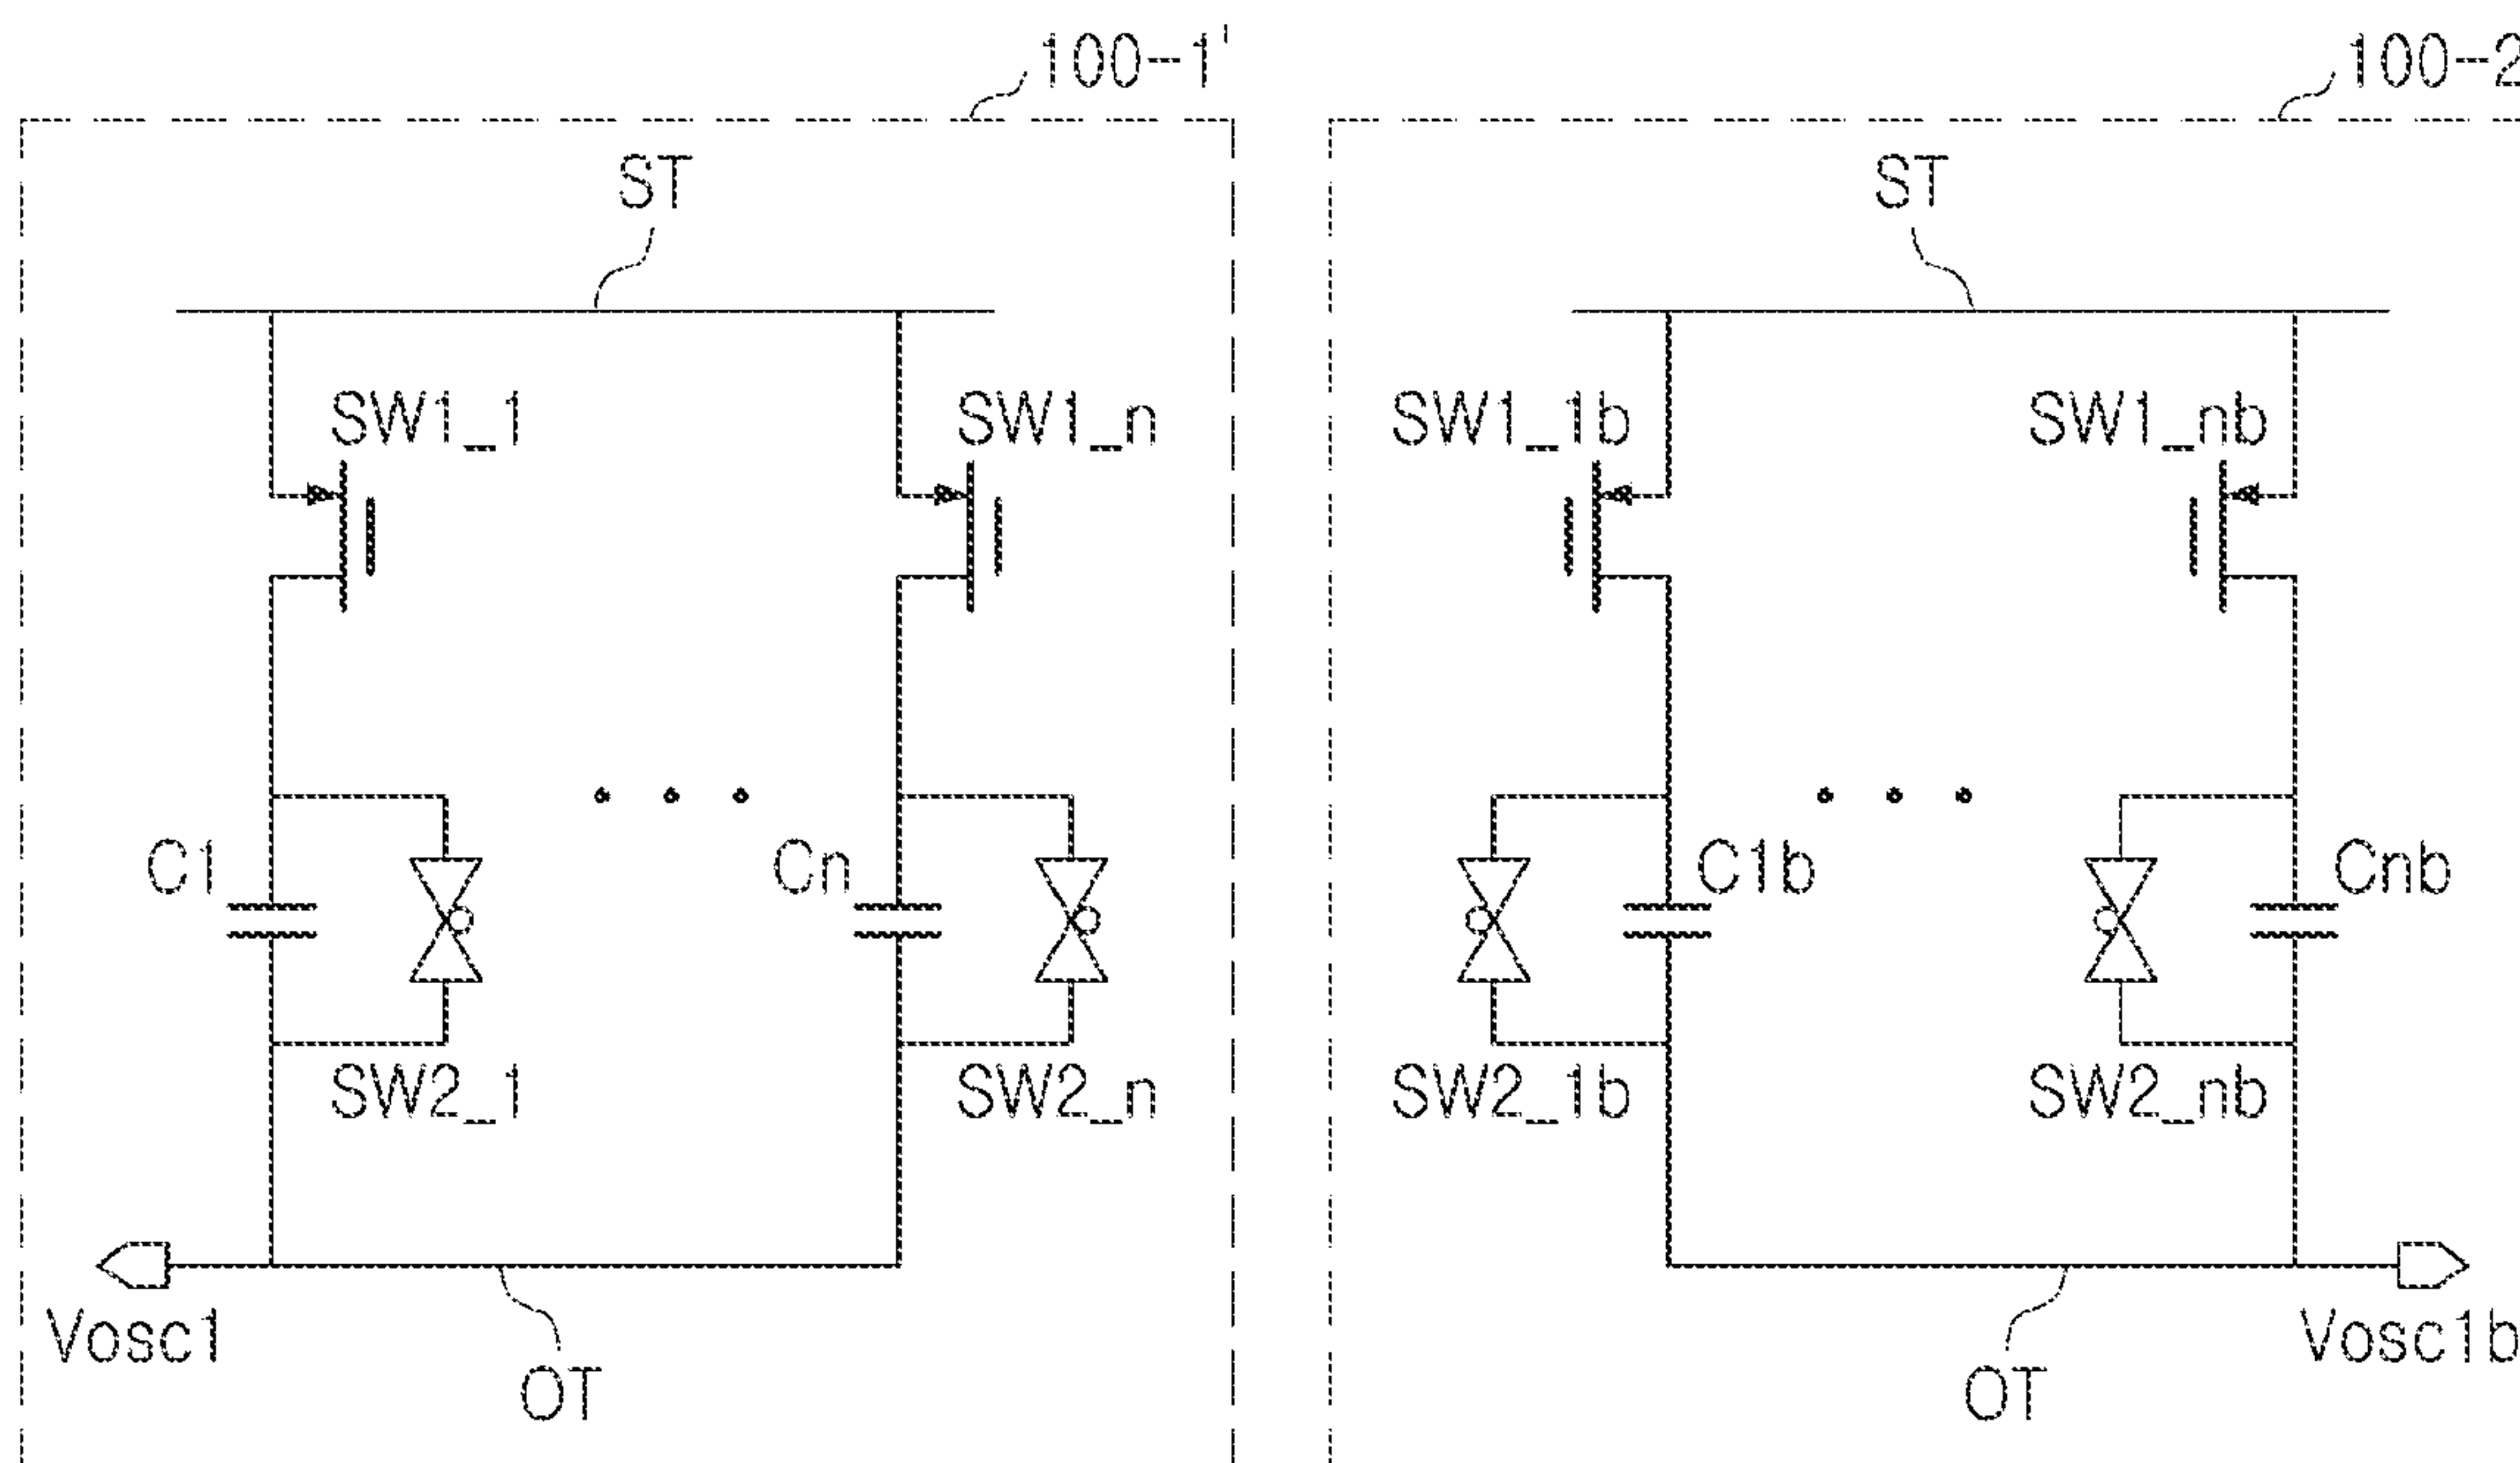 100-1'
100-2
ST
ST
SW1_1
SW1_n
SW1_1b
SW1_nb
C1
Cn
C1b
Cnb
SW2_1
SW2_n
SW2_1b
SW2_nb
Vosc1
Vosc1b
OT
OT